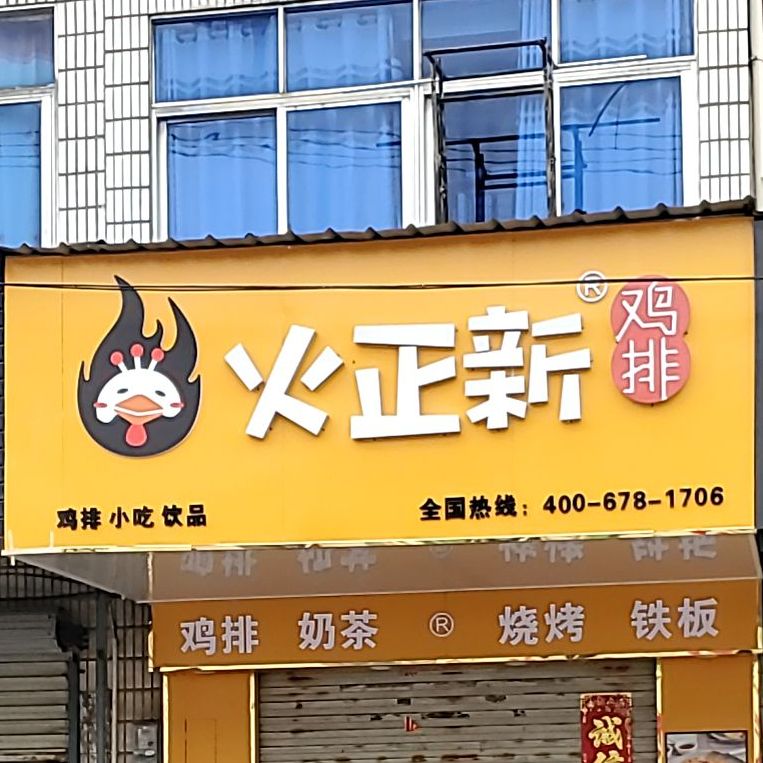 火正新®鸡排
鸡排 小吃 饮品
全国热线：400-678-1706
鸡排 奶茶 ® 烧烤 铁板
诚